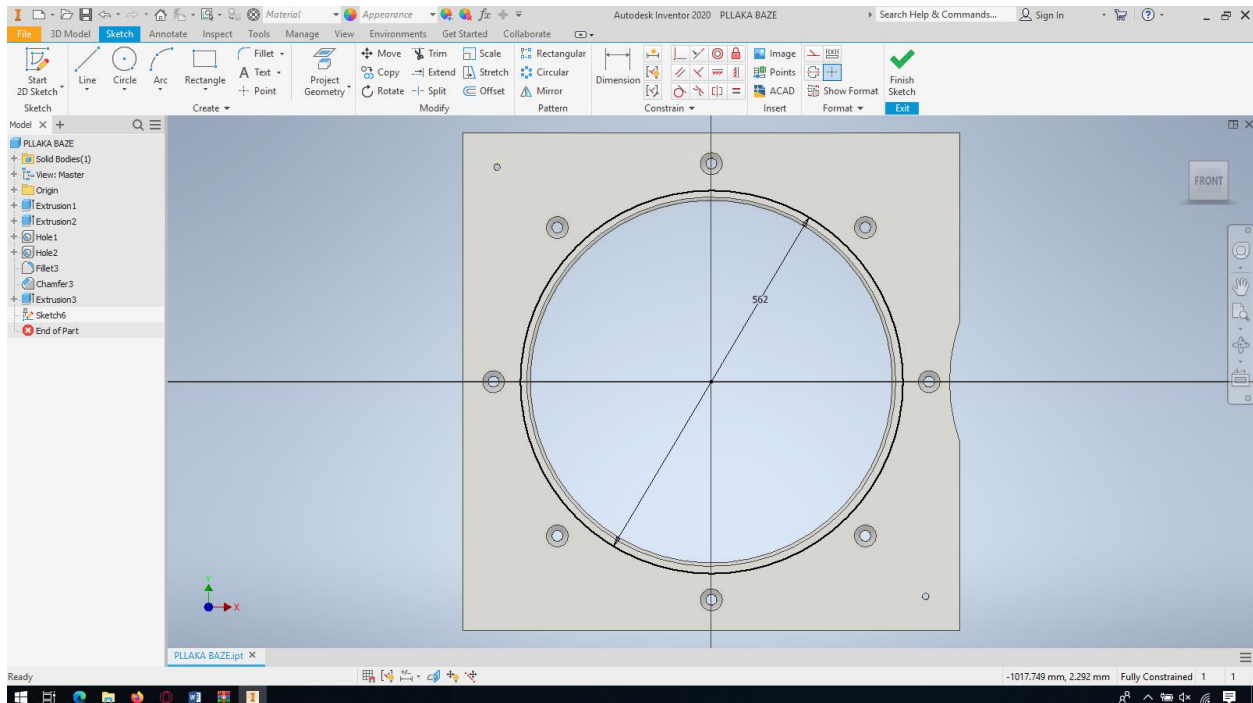 Material Appearance fx Autodesk Inventor 2020 PLLAKA BAZE Search Help & Commands... Sign In
File 3D Model Sketch Annotate Inspect Tools Manage View Environments Get Started Collaborate
Fillet Move Trim Scale Rectangular Image
Start 2D Sketch Line Circle Arc Rectangle A Text Project Geometry Copy Extend Stretch Circular Dimension Points Finish Sketch
Point Rotate Split Offset Mirror ACAD Show Format
Sketch Create Modify Pattern Constrain Insert Format Exit
Model × +
PLLAKA BAZE
Solid Bodies(1)
View: Master
Origin
Extrusion1
Extrusion2
Hole1
Hole2
Fillet3
Chamfer3
Extrusion3
Sketch6
End of Part
FRONT
562
Y
X
PLLAKA BAZE.ipt ×
Ready -1017.749 mm, 2.292 mm Fully Constrained 1 1